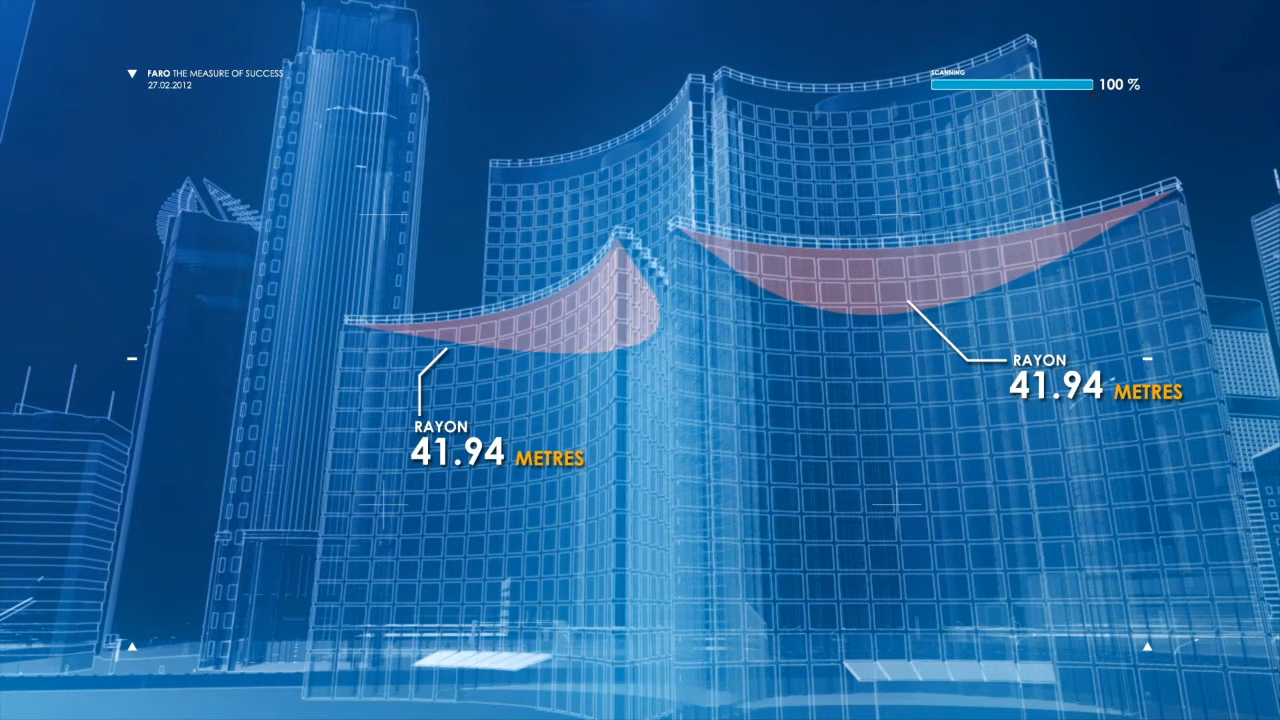 FARO THE MEASURE OF SUCCESS
27.02.2012
SCANNING
100 %
RAYON
41.94 METRES
RAYON
41.94 METRES